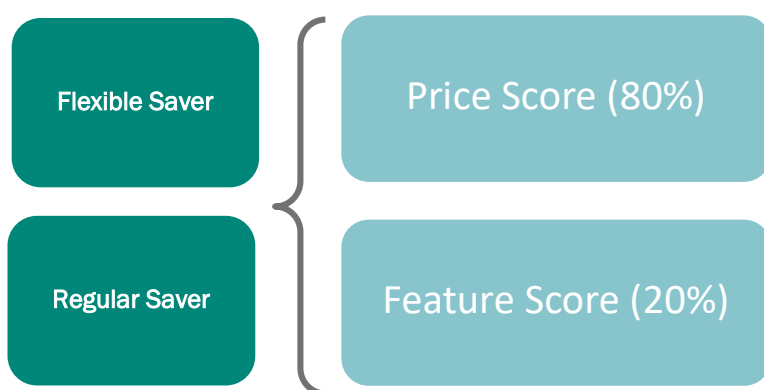 Flexible Saver
Price Score (80%)
Regular Saver
Feature Score (20%)